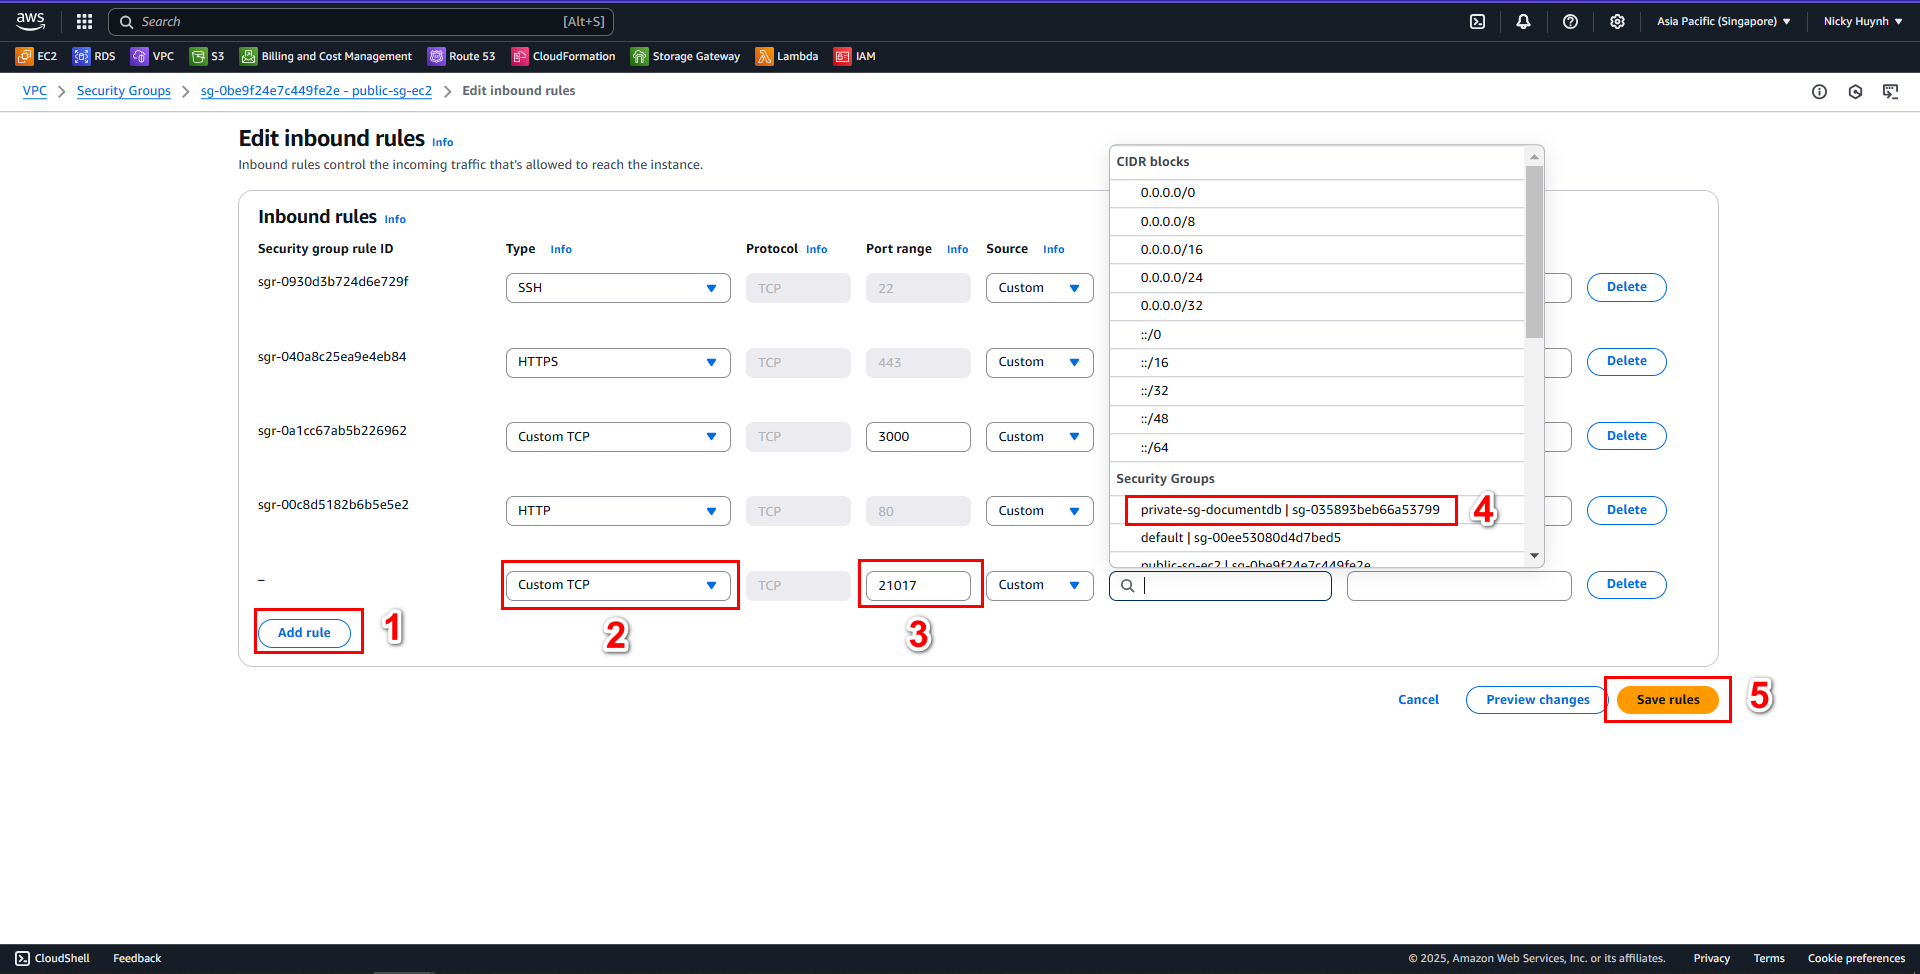 aws Search [Alt+S] Asia Pacific (Singapore) Nicky Huynh
EC2 RDS VPC S3 Billing and Cost Management Route 53 CloudFormation Storage Gateway Lambda IAM
VPC Security Groups sg-0be9f24e7c449fe2e - public-sg-ec2 Edit inbound rules
Edit inbound rules Info
Inbound rules control the incoming traffic that's allowed to reach the instance.
Inbound rules Info
Security group rule ID Type Info Protocol Info Port range Info Source Info
sgr-0930d3b724d6e729f SSH TCP 22 Custom Delete
sgr-040a8c25ea9e4eb84 HTTPS TCP 443 Custom Delete
sgr-0a1cc67ab5b226962 Custom TCP TCP 3000 Custom Delete
sgr-00c8d5182b6b5e5e2 HTTP TCP 80 Custom Delete
– Custom TCP TCP 21017 Custom Delete
CIDR blocks
0.0.0.0/0
0.0.0.0/8
0.0.0.0/16
0.0.0.0/24
0.0.0.0/32
::/0
::/16
::/32
::/48
::/64
Security Groups
private-sg-documentdb | sg-035893beb66a53799 4
default | sg-00ee53080d4d7bed5
public-sg-ec2 | sg-0be9f24e7c449fe2e
Add rule 1 2 3
Cancel Preview changes Save rules 5
CloudShell Feedback © 2025, Amazon Web Services, Inc. or its affiliates. Privacy Terms Cookie preferences